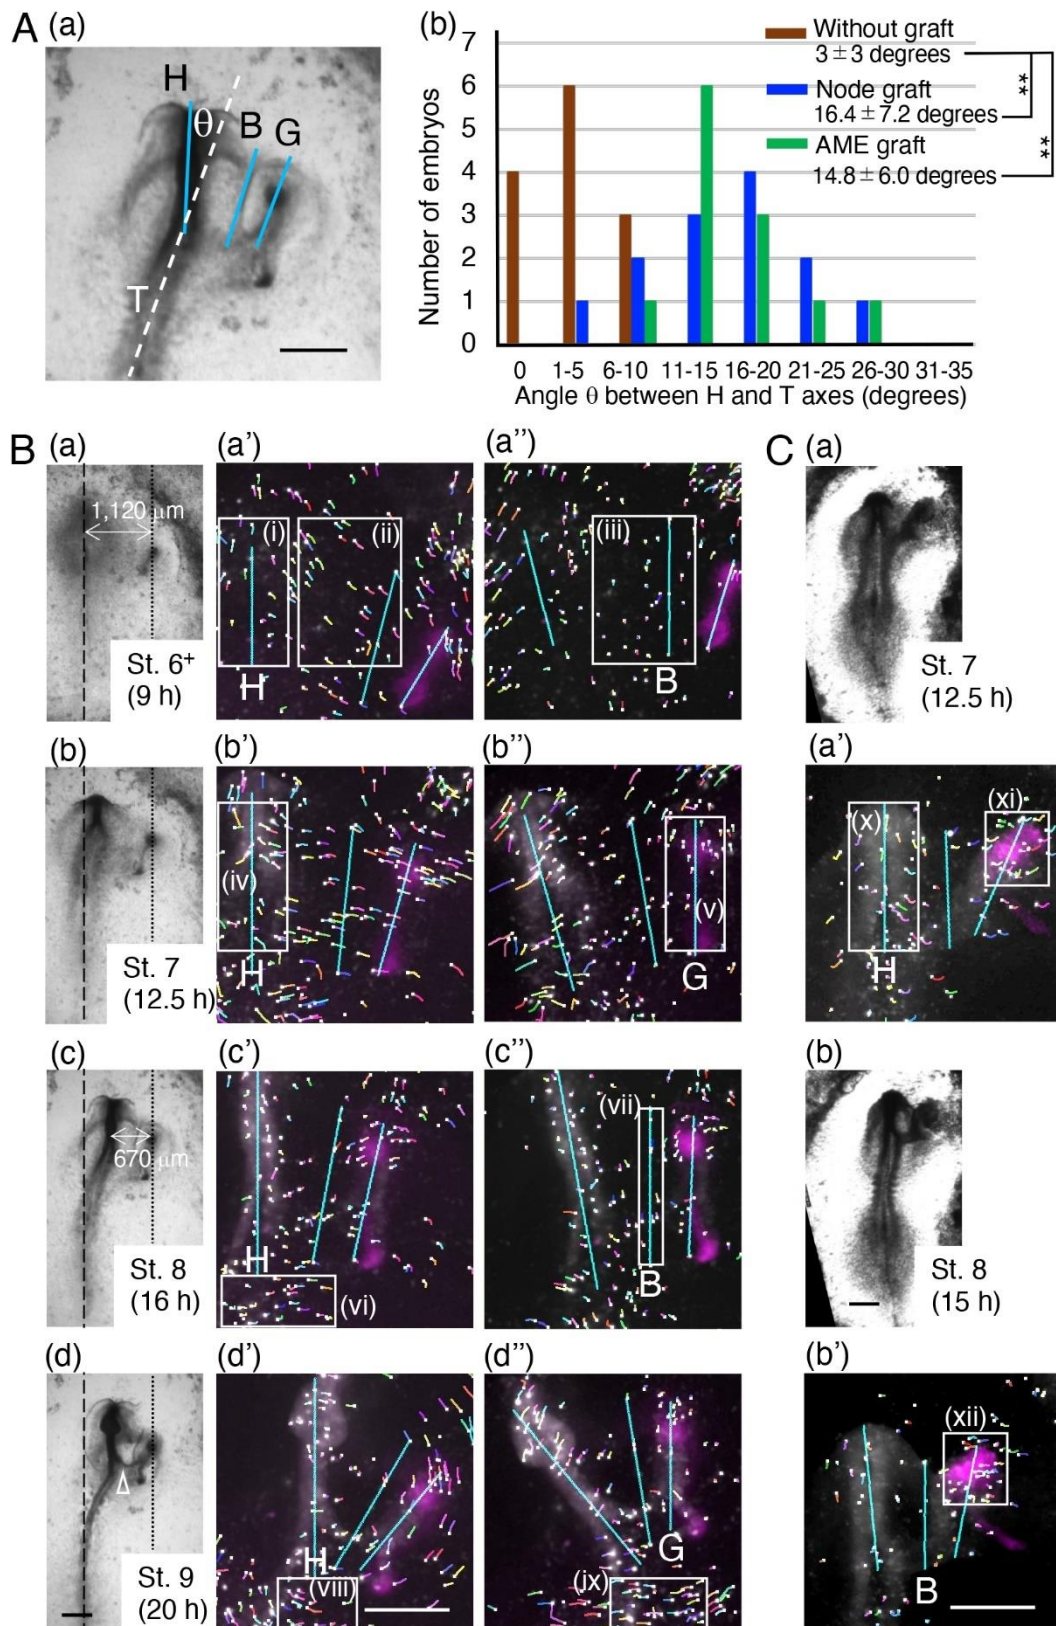 A
(a)
H
θ
B
G
T
(b)
Number of embryos
7
6
5
4
3
2
1
0
0 1-5 6-10 11-15 16-20 21-25 26-30 31-35
Angle θ between H and T axes (degrees)
Without graft
3 ± 3 degrees
Node graft
16.4 ± 7.2 degrees
AME graft
14.8 ± 6.0 degrees
**
**
B
(a)
1,120 μm
St. 6+
(9 h)
(a')
(i)
(ii)
H
(a'')
(iii)
B
(b)
St. 7
(12.5 h)
(b')
(iv)
H
(b'')
(v)
G
(c)
670 μm
St. 8
(16 h)
(c')
H
(vi)
(c'')
(vii)
B
(d)
St. 9
(20 h)
(d')
H
(viii)
(d'')
G
(ix)
C
(a)
St. 7
(12.5 h)
(a')
(x)
(xi)
H
(b)
St. 8
(15 h)
(b')
(xii)
B